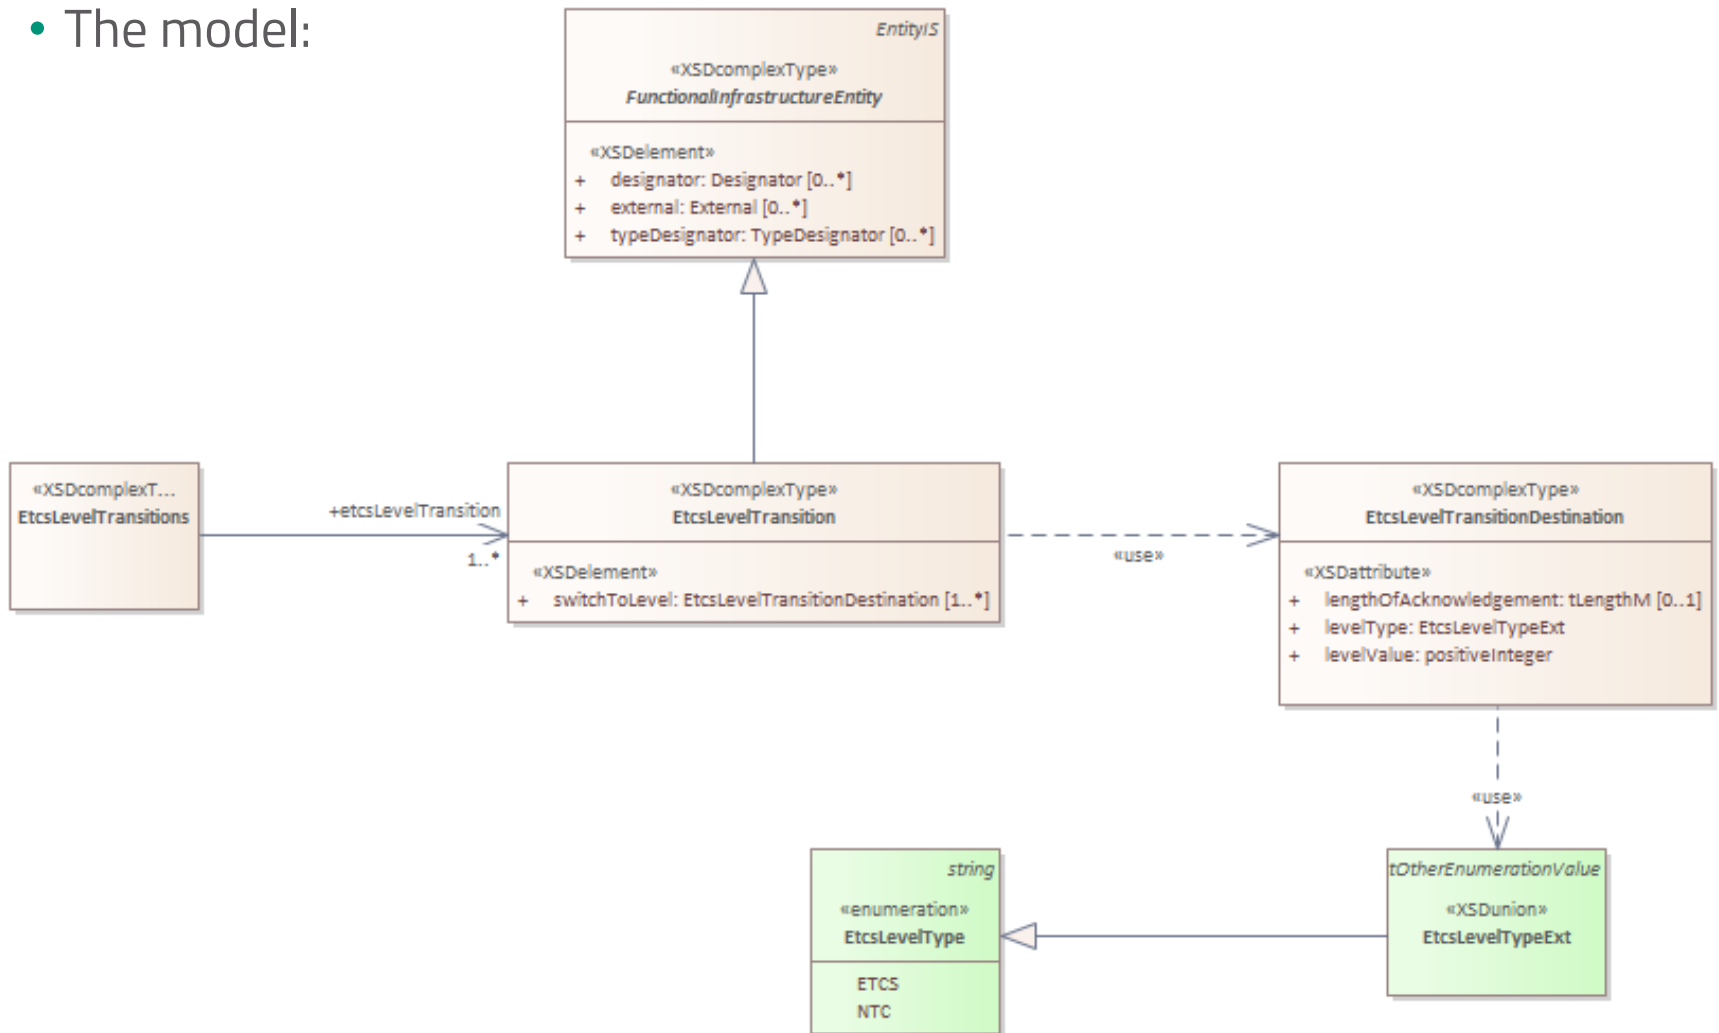 • The model:
EntityIS
«XSDcomplexType»
FunctionalInfrastructureEntity
«XSDelement»
+ designator: Designator [0..*]
+ external: External [0..*]
+ typeDesignator: TypeDesignator [0..*]
«XSDcomplexT...
EtcsLevelTransitions
+etcsLevelTransition
1..*
«XSDcomplexType»
EtcsLevelTransition
«XSDelement»
+ switchToLevel: EtcsLevelTransitionDestination [1..*]
«use»
«XSDcomplexType»
EtcsLevelTransitionDestination
«XSDattribute»
+ lengthOfAcknowledgement: tLengthM [0..1]
+ levelType: EtcsLevelTypeExt
+ levelValue: positiveInteger
«use»
string
«enumeration»
EtcsLevelType
ETCS
NTC
tOtherEnumerationValue
«XSDunion»
EtcsLevelTypeExt